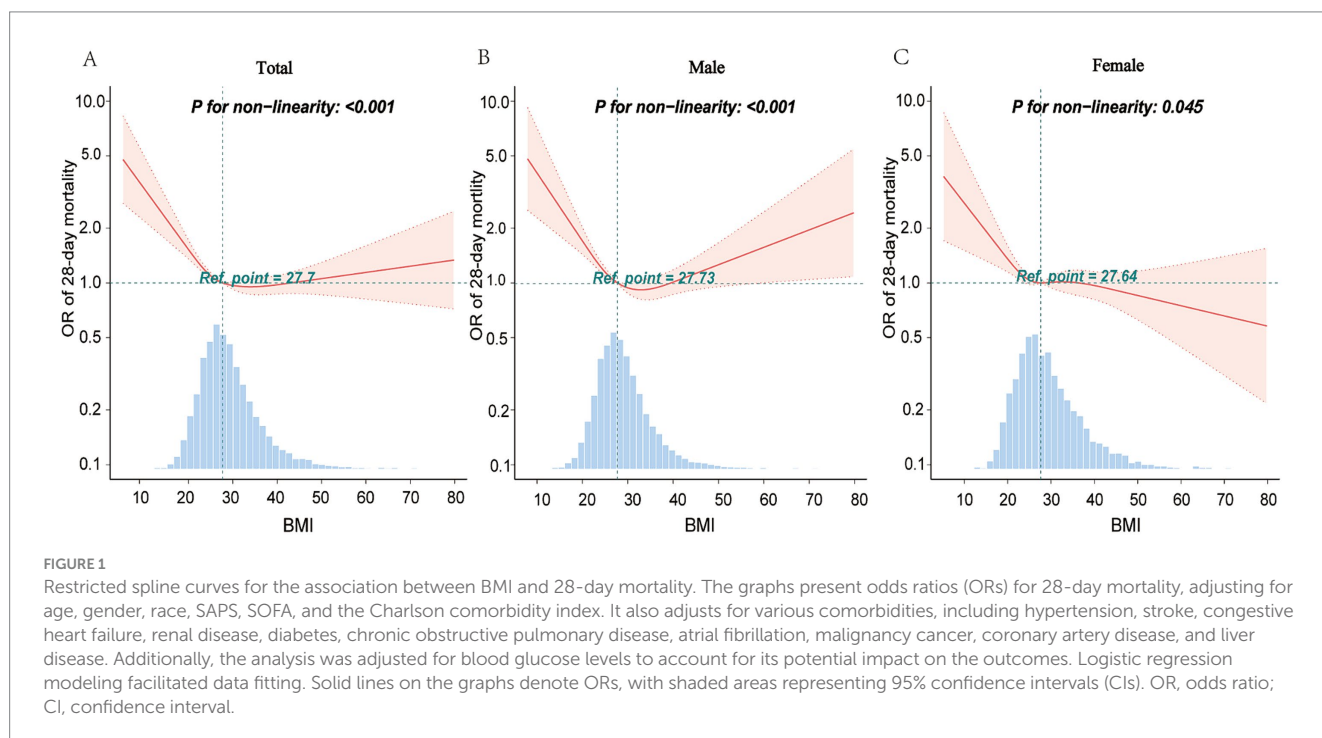 A
Total
P for non-linearity: <0.001
OR of 28-day mortlity
10.0
5.0
2.0
1.0
0.5
0.2
0.1
Ref. point = 27.7
10 20 30 40 50 60 70 80
BMI
B
Male
P for non-linearity: <0.001
OR of 28-day mortality
10.0
5.0
2.0
1.0
0.5
0.2
0.1
Ref. point = 27.73
10 20 30 40 50 60 70 80
BMI
C
Female
P for non-linearity: 0.045
OR of 28-day mortality
10.0
5.0
2.0
1.0
0.5
0.2
0.1
Ref. point = 27.64
10 20 30 40 50 60 70 80
BMI
FIGURE 1
Restricted spline curves for the association between BMI and 28-day mortality. The graphs present odds ratios (ORs) for 28-day mortality, adjusting for
age, gender, race, SAPS, SOFA, and the Charlson comorbidity index. It also adjusts for various comorbidities, including hypertension, stroke, congestive
heart failure, renal disease, diabetes, chronic obstructive pulmonary disease, atrial fibrillation, malignancy cancer, coronary artery disease, and liver
disease. Additionally, the analysis was adjusted for blood glucose levels to account for its potential impact on the outcomes. Logistic regression
modeling facilitated data fitting. Solid lines on the graphs denote ORs, with shaded areas representing 95% confidence intervals (CIs). OR, odds ratio;
CI, confidence interval.